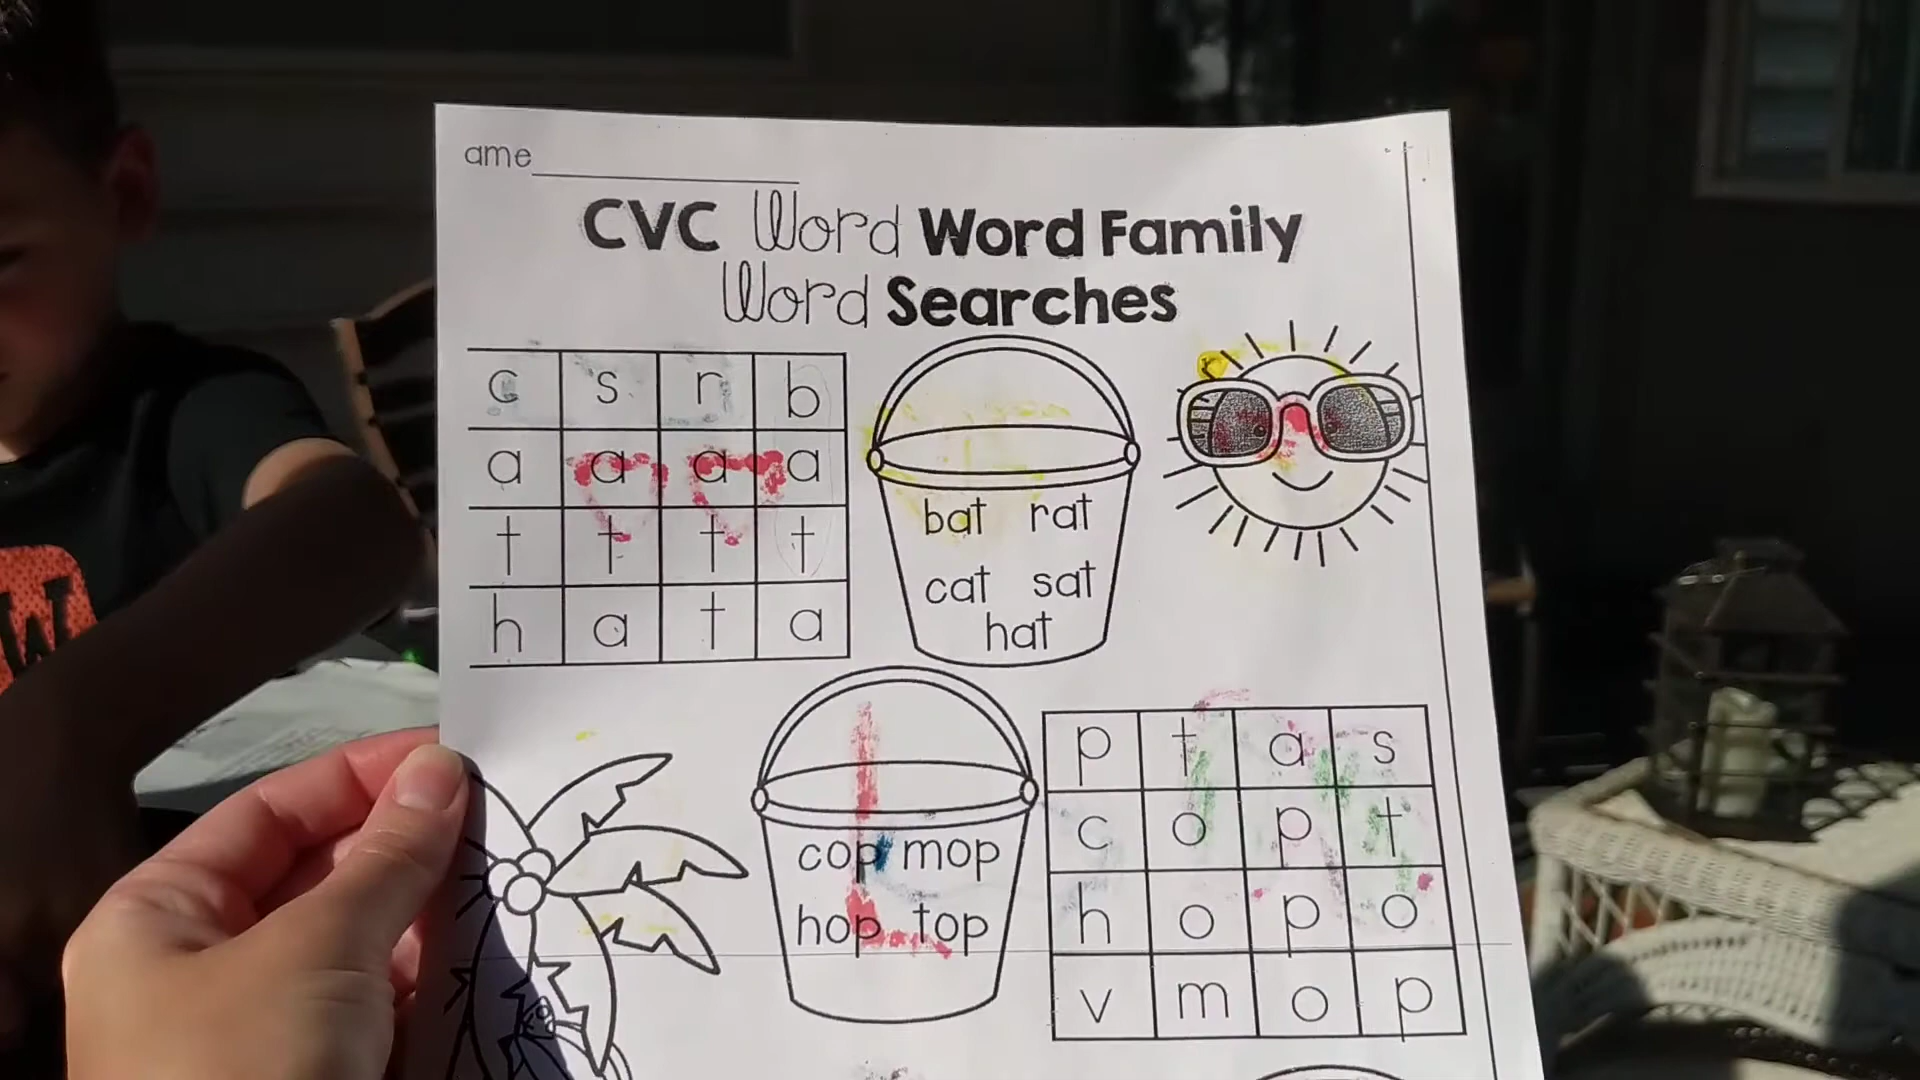 ame
CVC Word Word Family
Word Searches
c s r b
a a a a
t t t t
h a t a
bat rat
cat sat
hat
cop mop
hop top
p t a s
c o p t
h o p o
v m o p
W